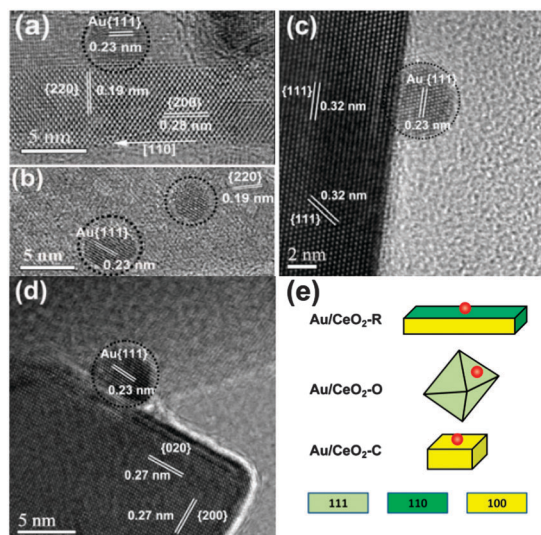 (a)
Au{111}
0.23 nm
{220}
0.19 nm
{200}
0.28 nm
5 nm
[110]
(b)
{220}
0.19 nm
Au{111}
0.23 nm
5 nm
(c)
{111}
0.32 nm
Au {111}
0.23 nm
0.32 nm
{111}
2 nm
(d)
Au{111}
0.23 nm
{020}
0.27 nm
0.27 nm
{200}
5 nm
(e)
Au/CeO₂-R
Au/CeO₂-O
Au/CeO₂-C
111 110 100